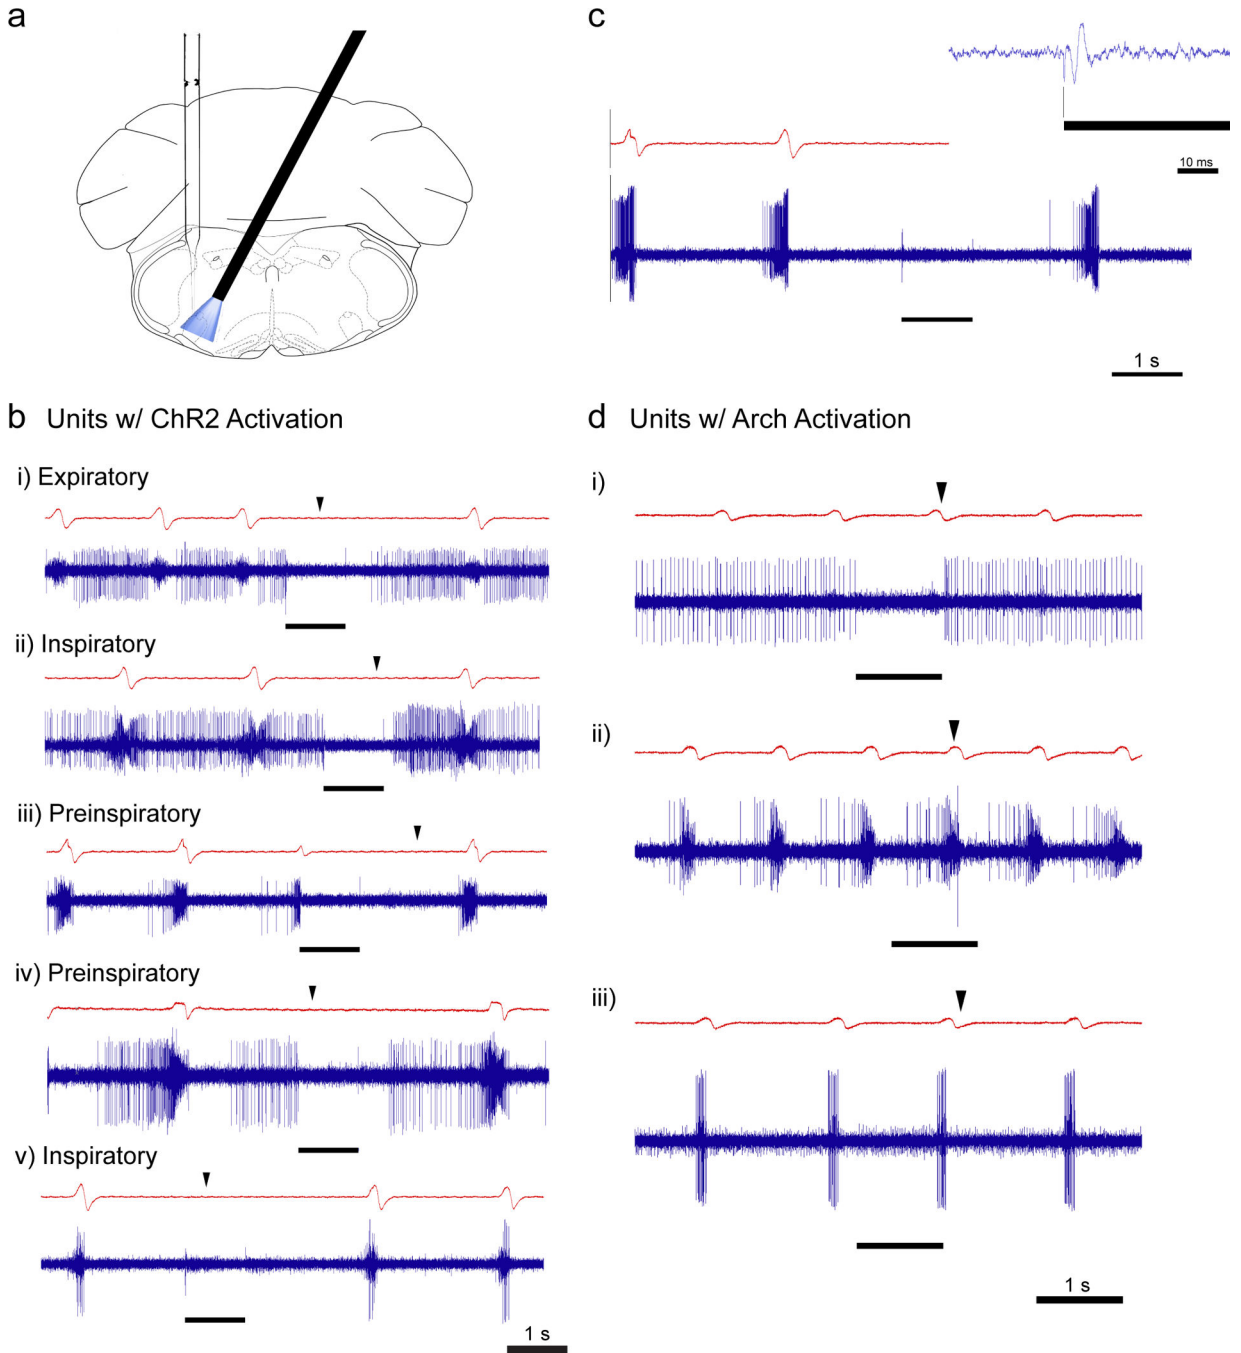 a
c
10 ms
1 s
b Units w/ ChR2 Activation
i) Expiratory
ii) Inspiratory
iii) Preinspiratory
iv) Preinspiratory
v) Inspiratory
1 s
d Units w/ Arch Activation
i)
ii)
iii)
1 s